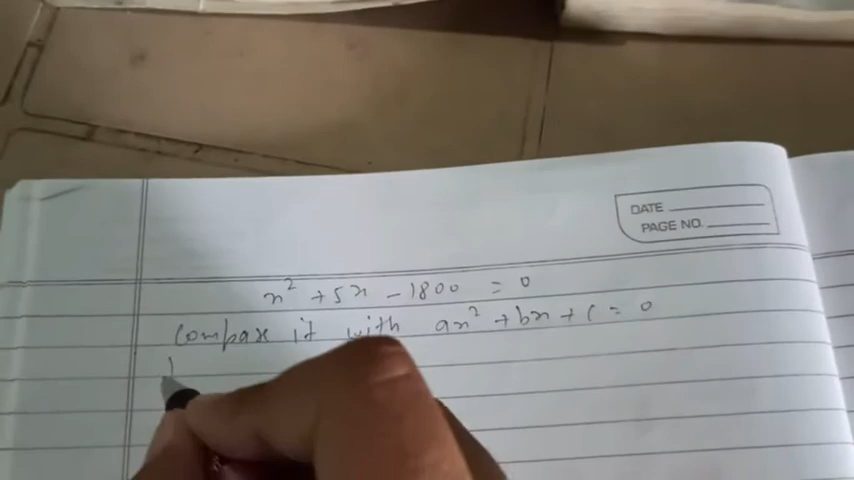 DATE
PAGE NO.
x² + 5x - 1800 = 0
Compare it with ax² + bx + c = 0